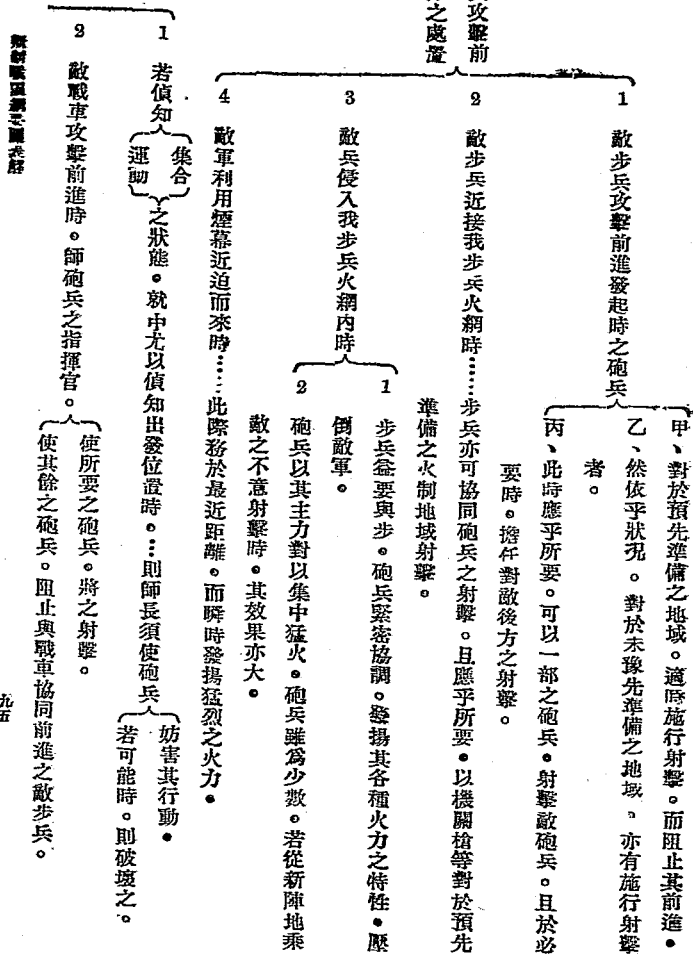 攻擊前
之處置
1　敵步兵攻擊前進發起時之砲兵
甲、對於預先準備之地域。適時施行射擊。而阻止其前進。
乙、然依乎狀況。對於未豫先準備之地域。亦有施行射擊
者。
丙、此時應乎所要。可以一部之砲兵。射擊敵砲兵。且於必
要時。擔任對敵後方之射擊。
2　敵步兵近接我步兵火網時……步兵亦可協同砲兵之射擊。且應乎所要。以機關槍等對於預先
準備之火制地域射擊。
3　敵兵侵入我步兵火網內時
1　步兵益要與步。砲兵緊密協調。發揚其各種火力之特性。壓
倒敵軍。
2　砲兵以其主力對以集中猛火。砲兵雖爲少數。若從新陣地乘
敵之不意射擊時。其效果亦大。
4　敵軍利用煙幕近迫而來時……此際務於最近距離。而瞬時發揚猛烈之火力。
1　若偵知
集合
運動
之狀態。就中尤以偵知出發位置時。…則師長須使砲兵
妨害其行動。
若可能時。則破壞之。
2　敵戰車攻擊前進時。師砲兵之指揮官。
使所要之砲兵。將之射擊。
使其餘之砲兵。阻止與戰車協同前進之敵步兵。
九五